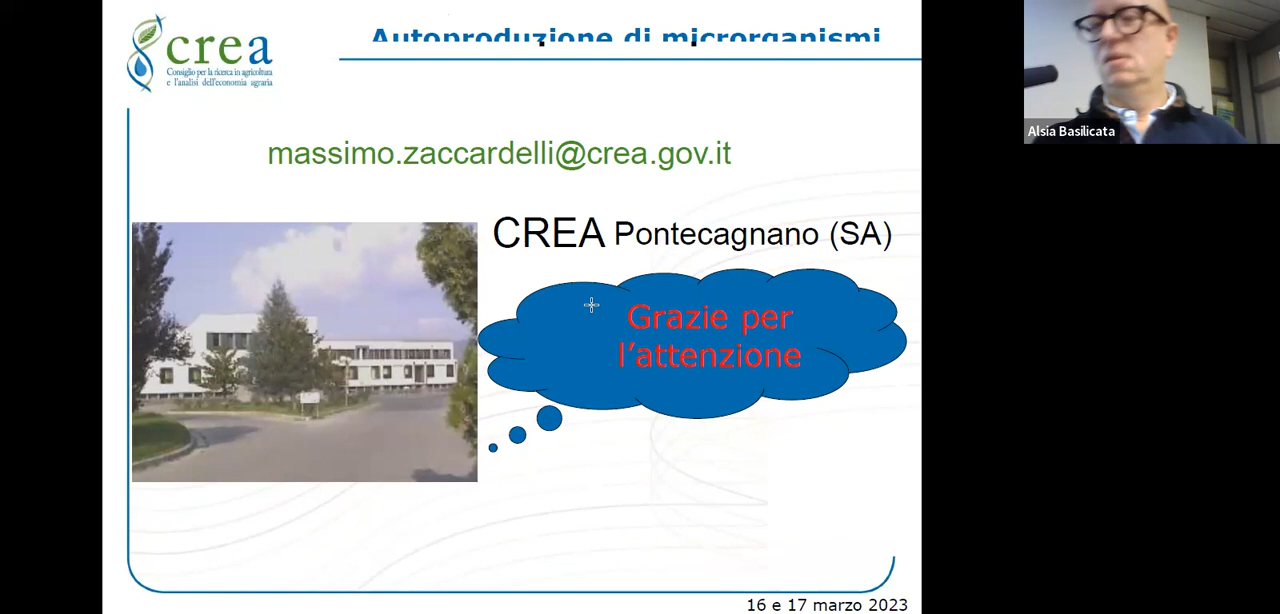 crea
Consiglio per la ricerca in agricoltura
e l'analisi dell'economia agraria
Autoproduzione di microrganismi
massimo.zaccardelli@crea.gov.it
CREA Pontecagnano (SA)
Grazie per
l'attenzione
16 e 17 marzo 2023
Alsia Basilicata